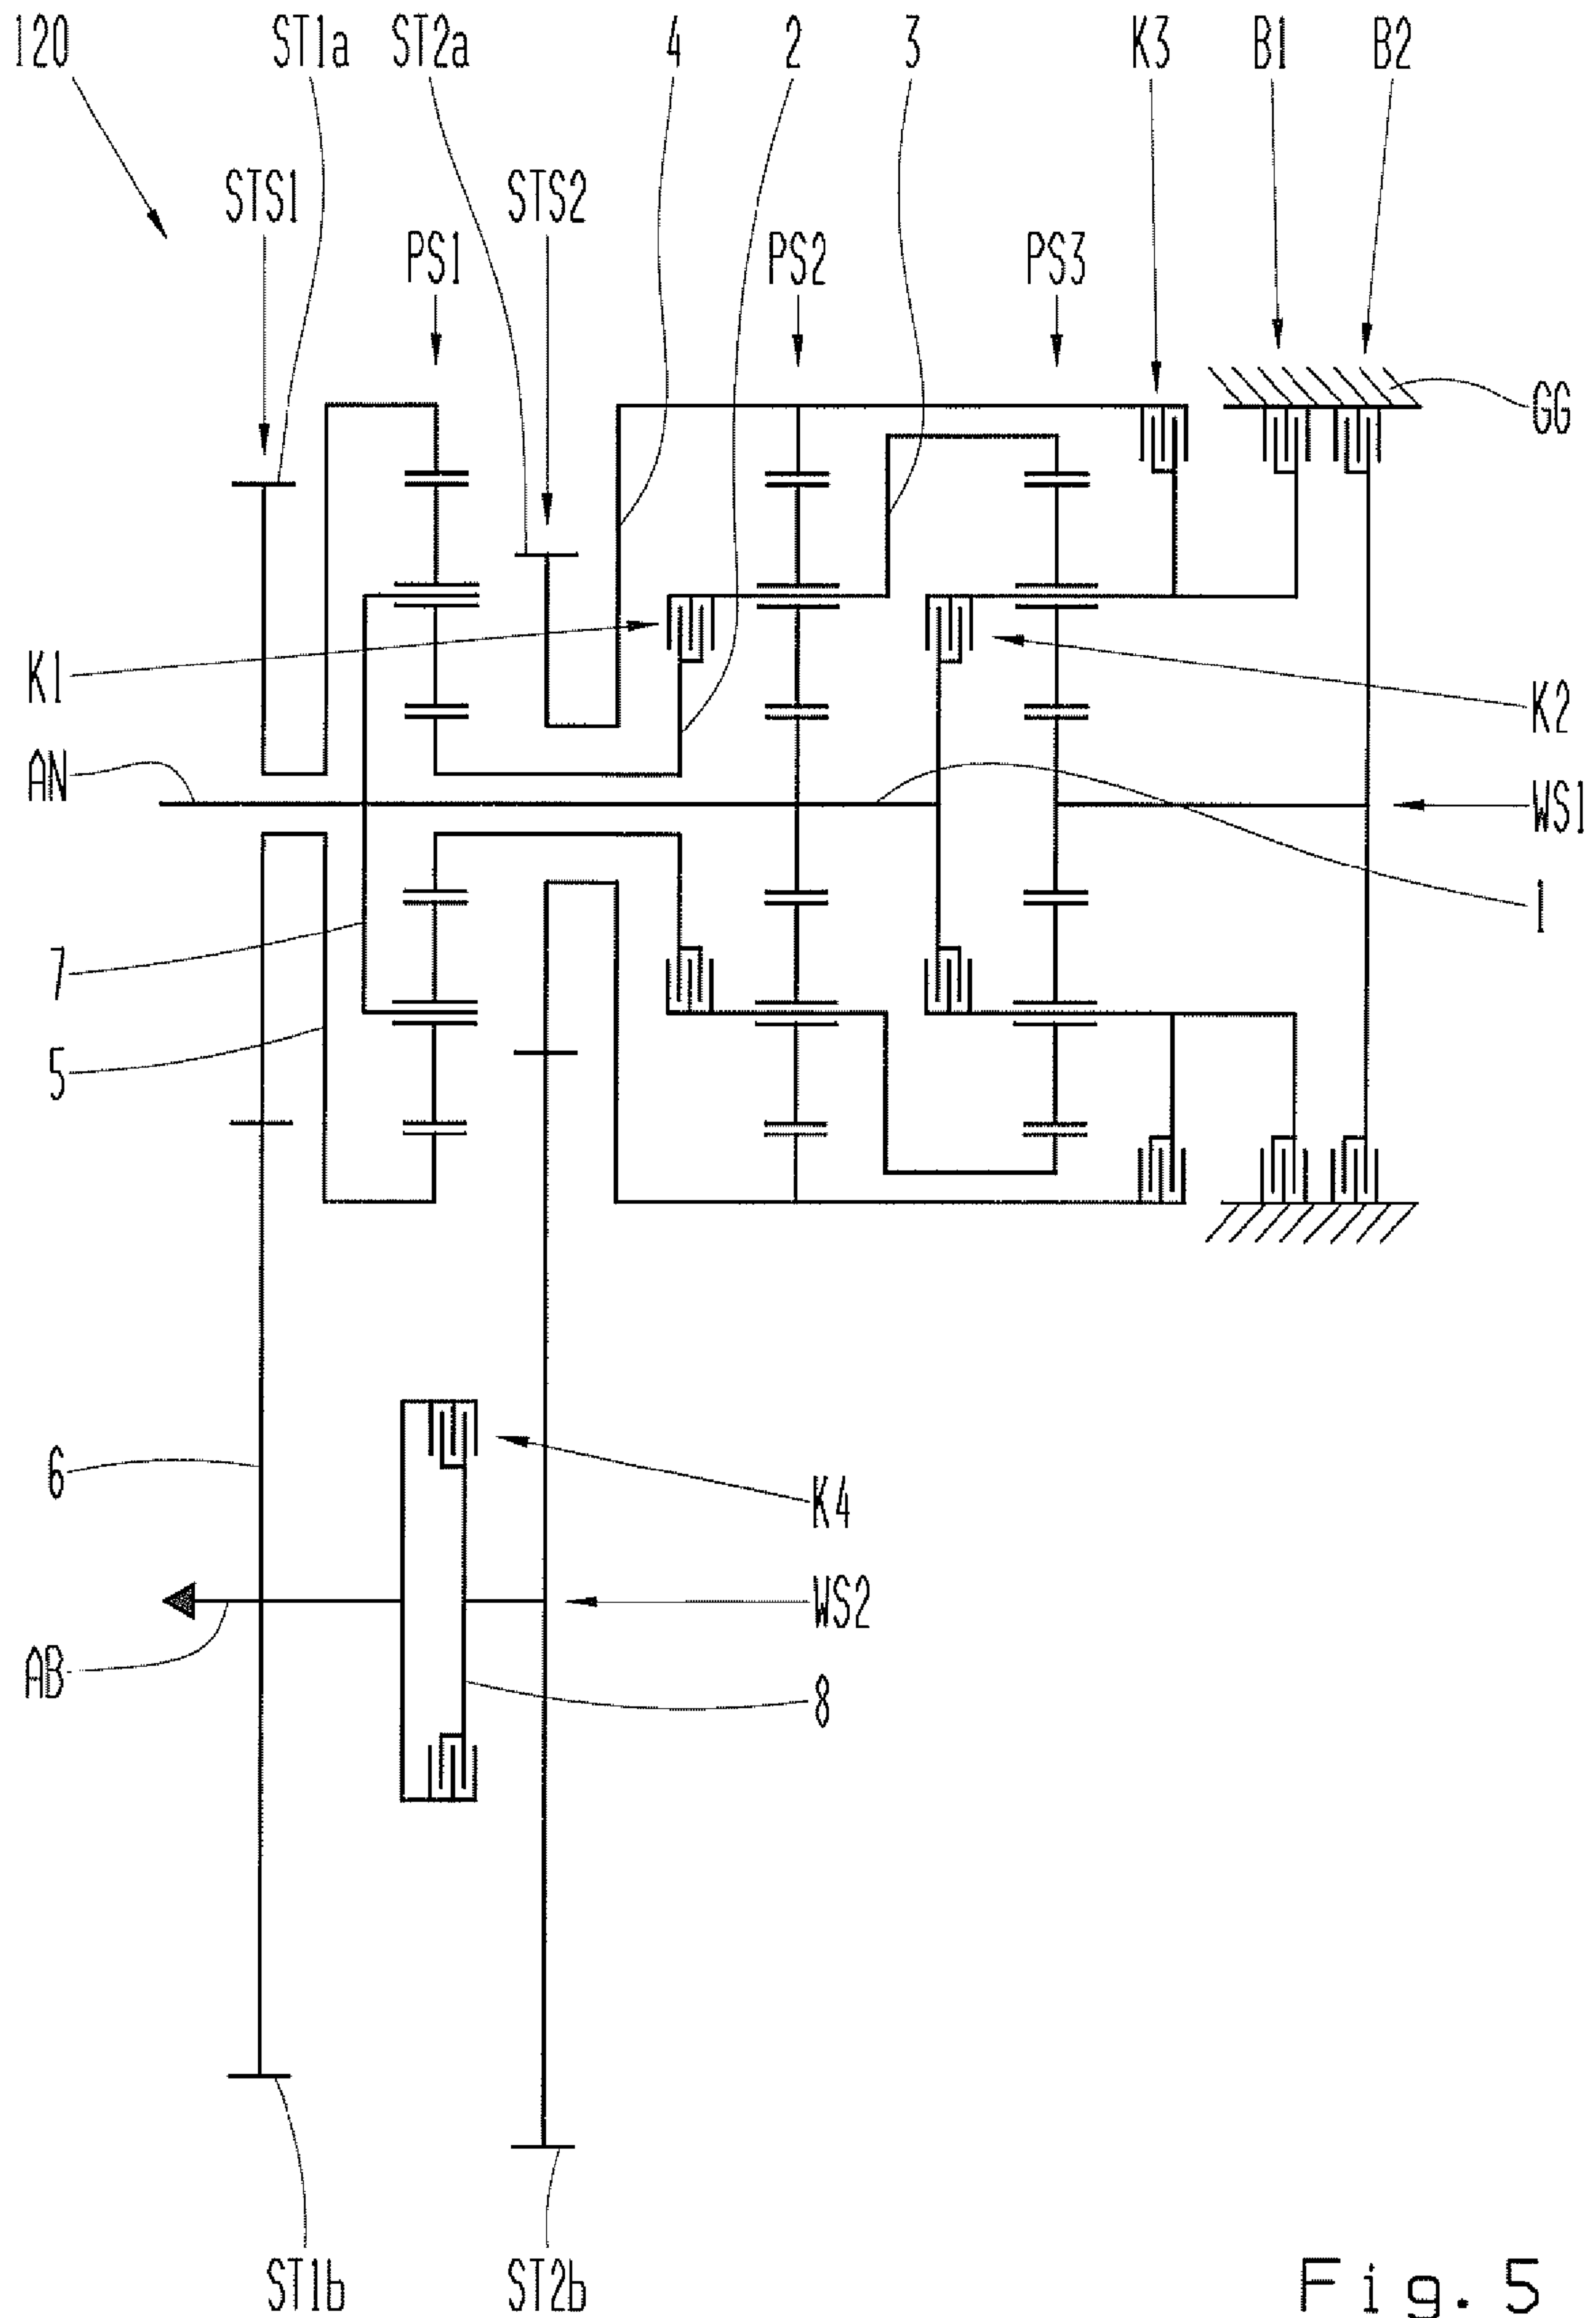 120 ST1a ST2a 4 2 3 K3 B1 B2
STS1 STS2
PS1 PS2 PS3
GG
K1
K2
AN
WS1
1
7
5
6
K4
WS2
AB
8
ST1b ST2b
Fig. 5